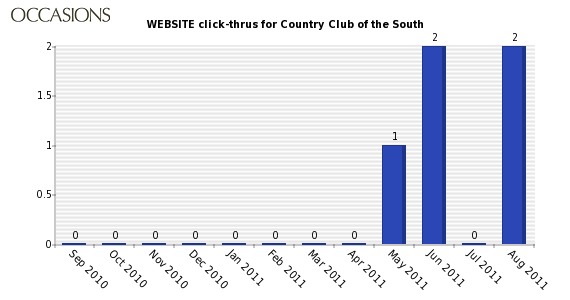 OCCASIONS
WEBSITE click-thrus for Country Club of the South
2
1.5
1
0.5
0
0 0 0 0 0 0 0 0 1 2 0 2
Sep 2010 Oct 2010 Nov 2010 Dec 2010 Jan 2011 Feb 2011 Mar 2011 Apr 2011 May 2011 Jun 2011 Jul 2011 Aug 2011